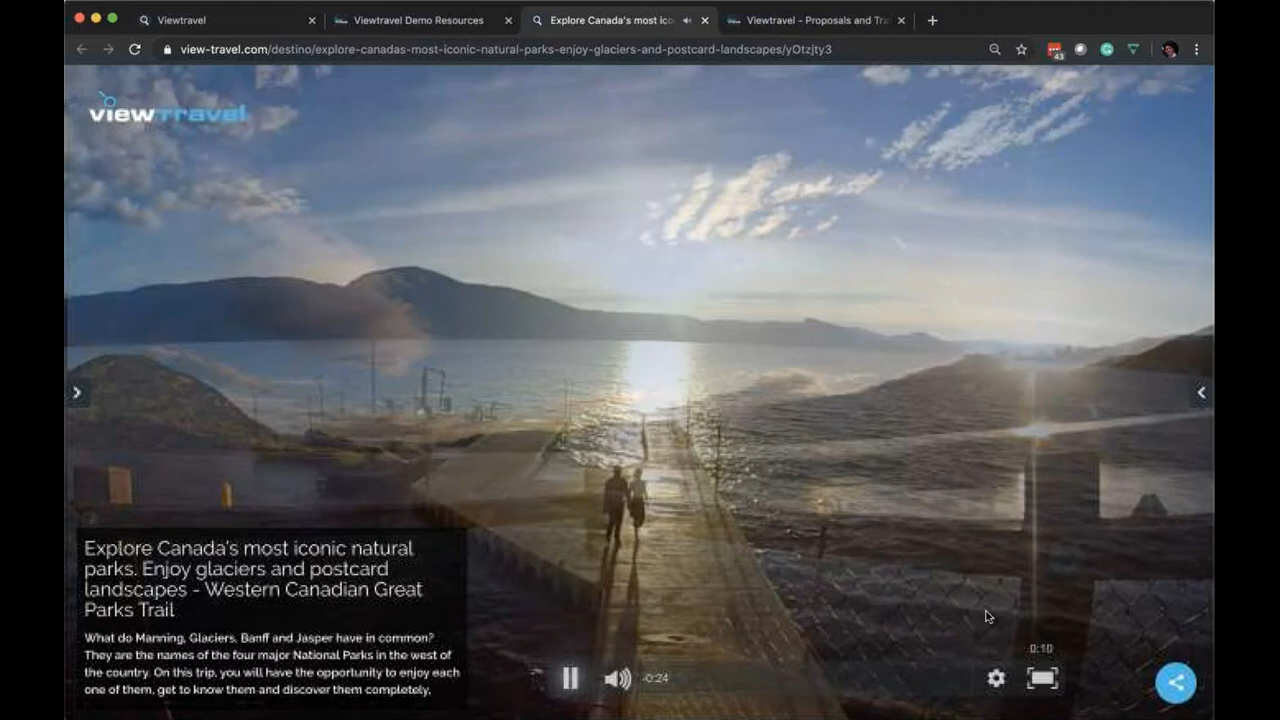 Viewtravel
Viewtravel Demo Resources
Explore Canada's most ic
Viewtravel - Proposals and Tra
view-travel.com/destino/explore-canadas-most-iconic-natural-parks-enjoy-glaciers-and-postcard-landscapes/yOtzjty3
43
viewTravel
Explore Canada's most iconic natural
parks. Enjoy glaciers and postcard
landscapes - Western Canadian Great
Parks Trail
What do Manning, Glaciers, Banff and Jasper have in common?
They are the names of the four major National Parks in the west of
the country. On this trip, you will have the opportunity to enjoy each
one of them, get to know them and discover them completely,
0:10
-0:24